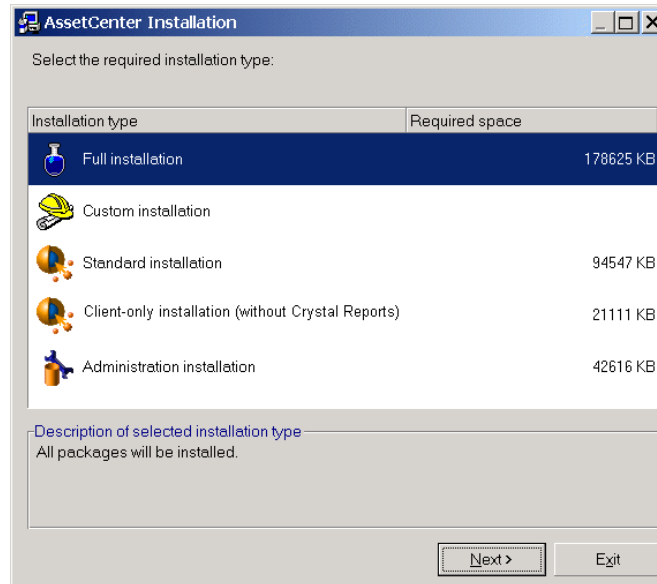 AssetCenter Installation
Select the required installation type:
Installation type Required space
Full installation 178625 KB
Custom installation
Standard installation 94547 KB
Client-only installation (without Crystal Reports) 21111 KB
Administration installation 42616 KB
Description of selected installation type
All packages will be installed.
Next > Exit